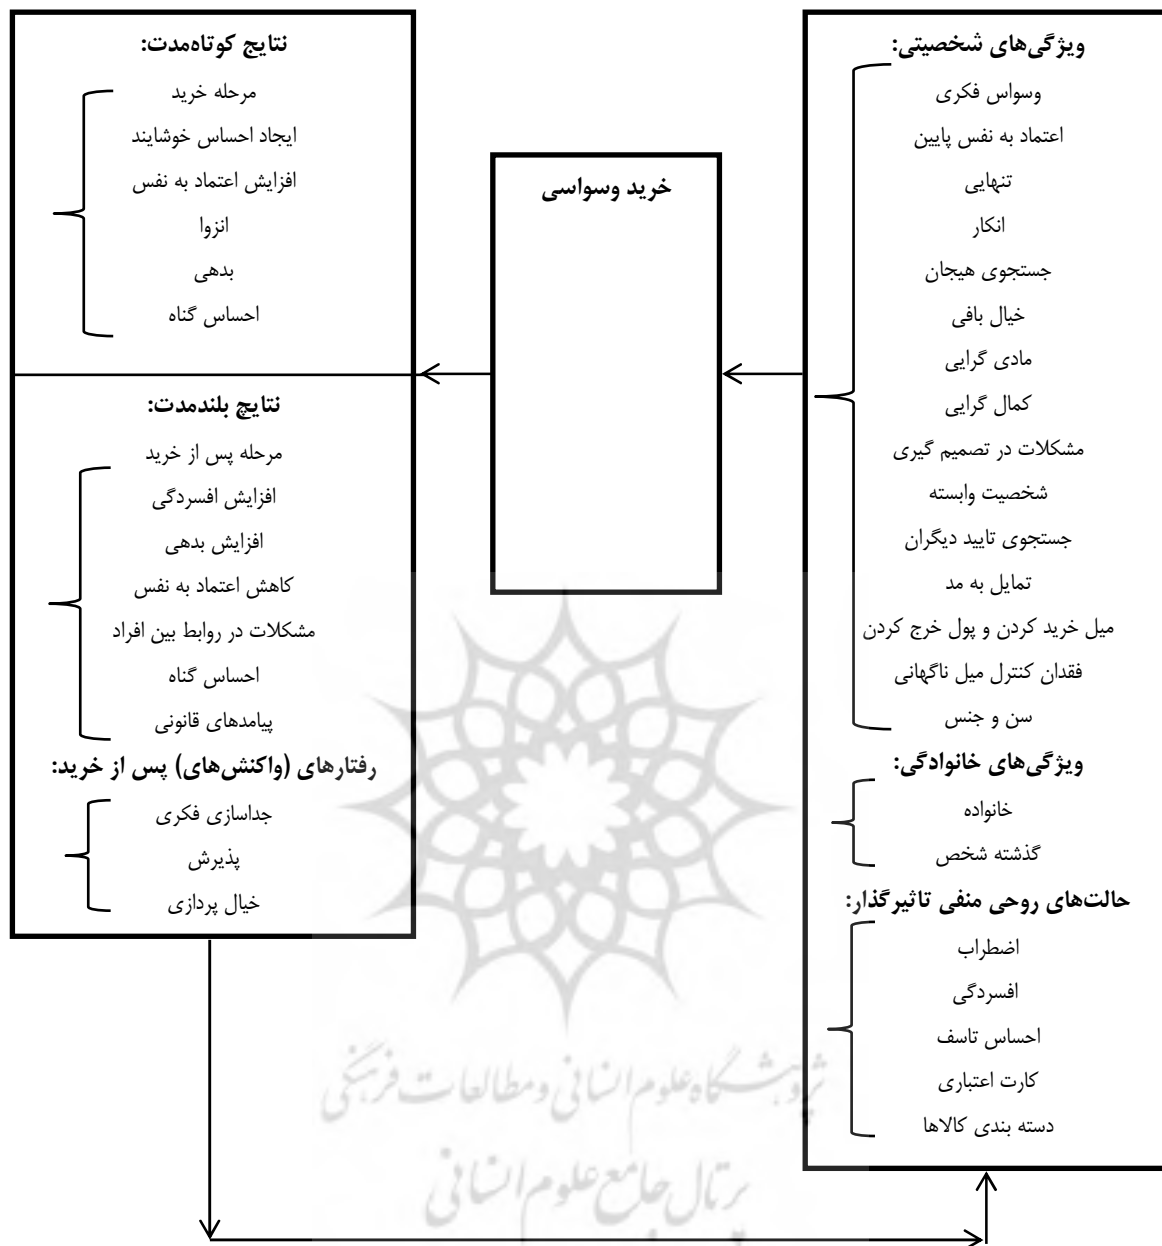 ویژگی‌های شخصیتی:
وسواس فکری
اعتماد به نفس پایین
تنهایی
انکار
جستجوی هیجان
خیال بافی
مادی گرایی
کمال گرایی
مشکلات در تصمیم گیری
شخصیت وابسته
جستجوی تایید دیگران
تمایل به مد
میل خرید کردن و پول خرج کردن
فقدان کنترل میل ناگهانی
سن و جنس
ویژگی‌های خانوادگی:
خانواده
گذشته شخص
حالت‌های روحی منفی تاثیرگذار:
اضطراب
افسردگی
احساس تاسف
کارت اعتباری
دسته بندی کالاها
خرید وسواسی
نتایج کوتاه‌مدت:
مرحله خرید
ایجاد احساس خوشایند
افزایش اعتماد به نفس
انزوا
بدهی
احساس گناه
نتایچ بلندمدت:
مرحله پس از خرید
افزایش افسردگی
افزایش بدهی
کاهش اعتماد به نفس
مشکلات در روابط بین افراد
احساس گناه
پیامدهای قانونی
رفتارهای (واکنش‌های) پس از خرید:
جداسازی فکری
پذیرش
خیال پردازی
پژوهشگاه علوم انسانی و مطالعات فرهنگی
پرتال جامع علوم انسانی